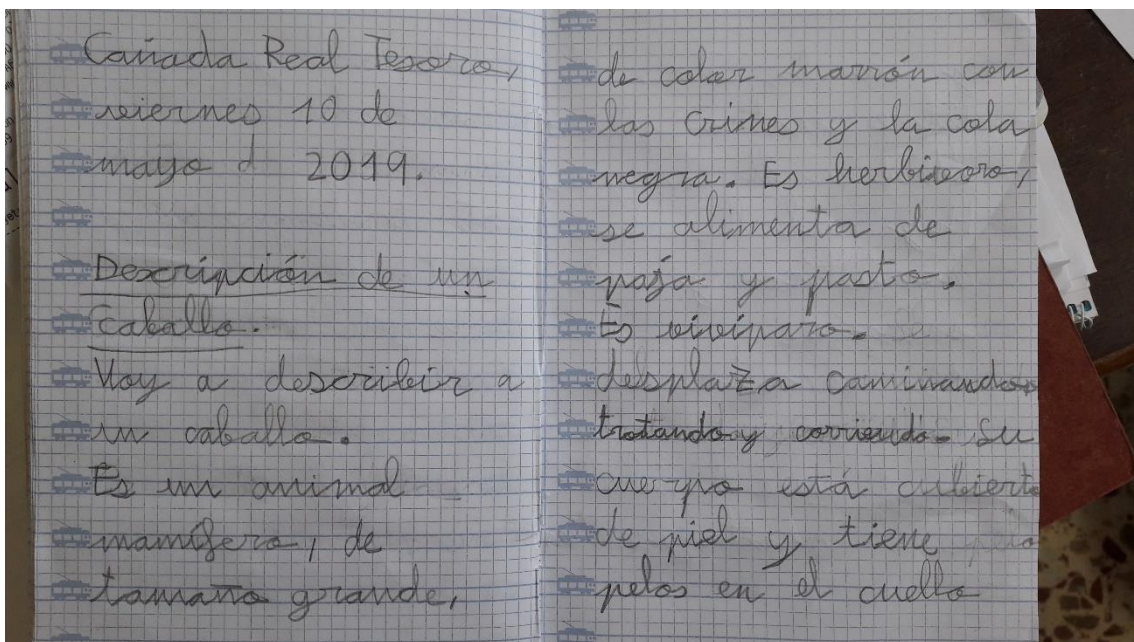 Cañada Real Tesoro,
viernes 10 de
mayo d 2019.
Descripción de un
caballo.
Voy a describir a
un caballo.
Es un animal
mamífero, de
tamaño grande,
de color marrón con
las crines y la cola
negra. Es herbívoro,
se alimenta de
paja y pasto.
Es vivíparo. Se
desplaza caminando
trotando y corriendo. Su
cuerpo está cubierto
de piel y tiene
pelos en el cuello